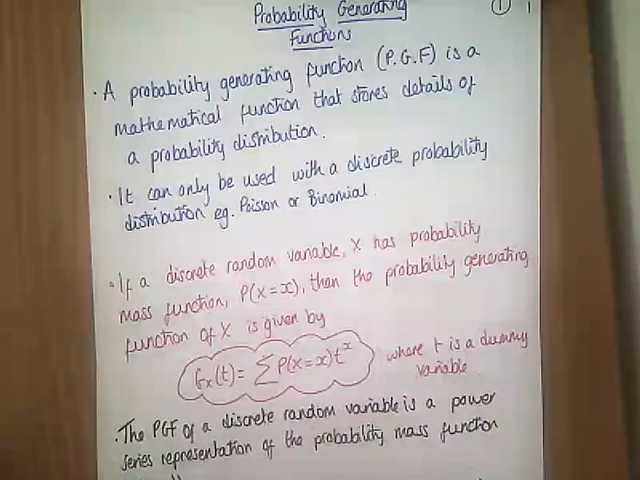 Probability Generating ① 1
Functions
• A probability generating function (P.G.F) is a
mathematical function that stores details of
a probability distribution.
• It can only be used with a discrete probability
distribution eg. Poisson or Binomial
• If a discrete random variable, X has probability
mass function, P(X=x), then the probability generating
function of X is given by
Gx(t) = ∑P(X=x)t^x where t is a dummy
variable
• The PGF of a discrete random variable is a power
series representation of the probability mass function